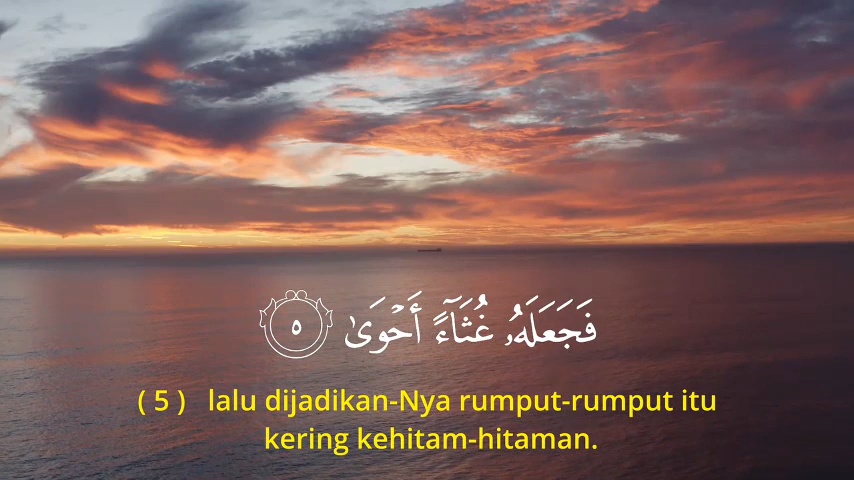 فَجَعَلَهُۥ غُثَآءً أَحْوَىٰ ٥
( 5 ) lalu dijadikan-Nya rumput-rumput itu
kering kehitam-hitaman.